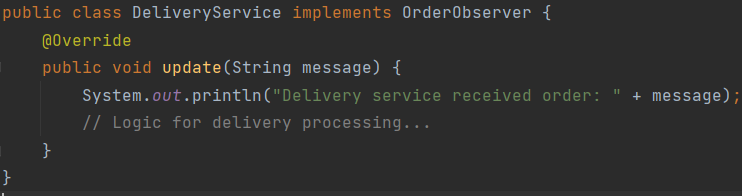 public class DeliveryService implements OrderObserver {
    @Override
    public void update(String message) {
        System.out.println("Delivery service received order: " + message);
        // Logic for delivery processing...
    }
}